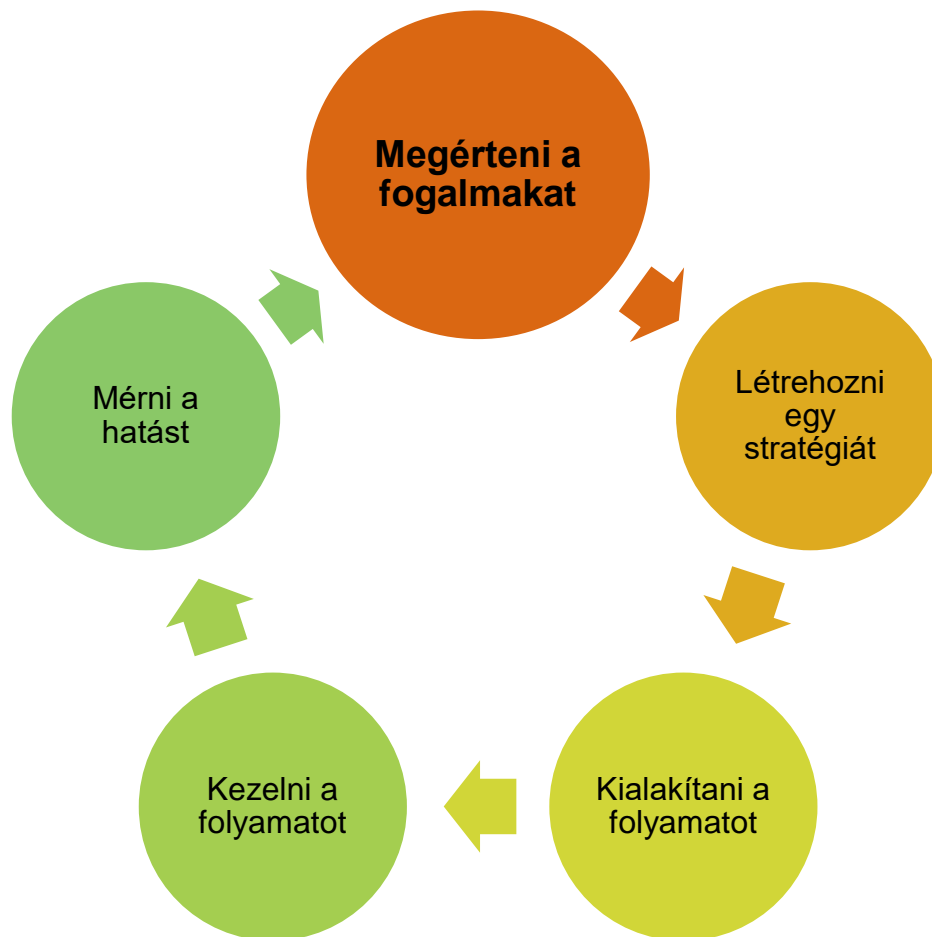 Megérteni a
fogalmakat
Létrehozni
egy
stratégiát
Kialakítani a
folyamatot
Kezelni a
folyamatot
Mérni a
hatást